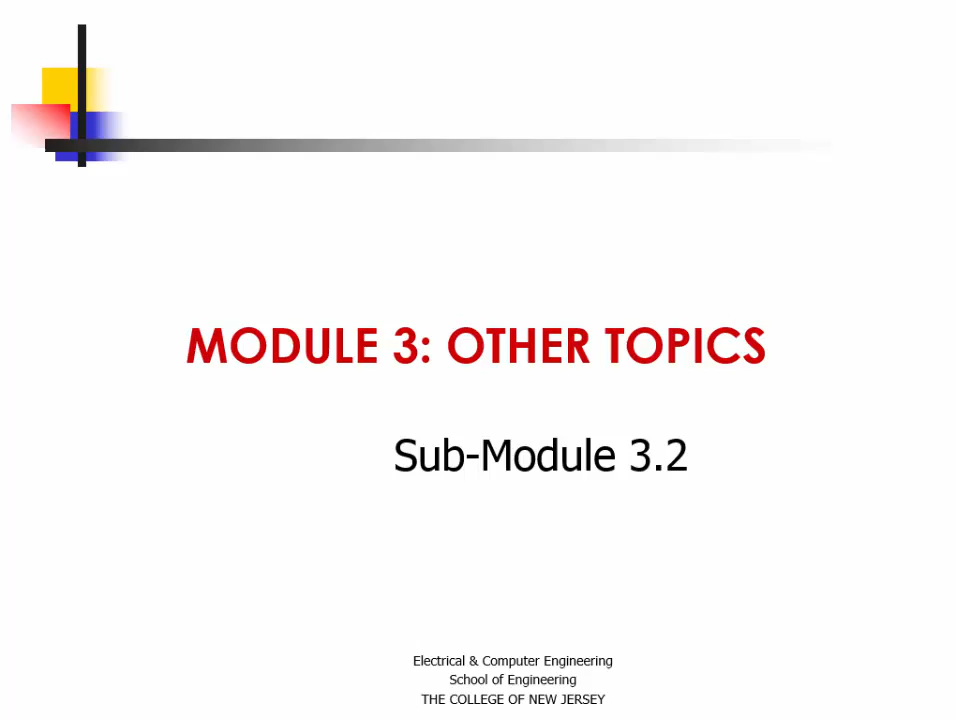 MODULE 3: OTHER TOPICS
Sub-Module 3.2
Electrical & Computer Engineering
School of Engineering
THE COLLEGE OF NEW JERSEY